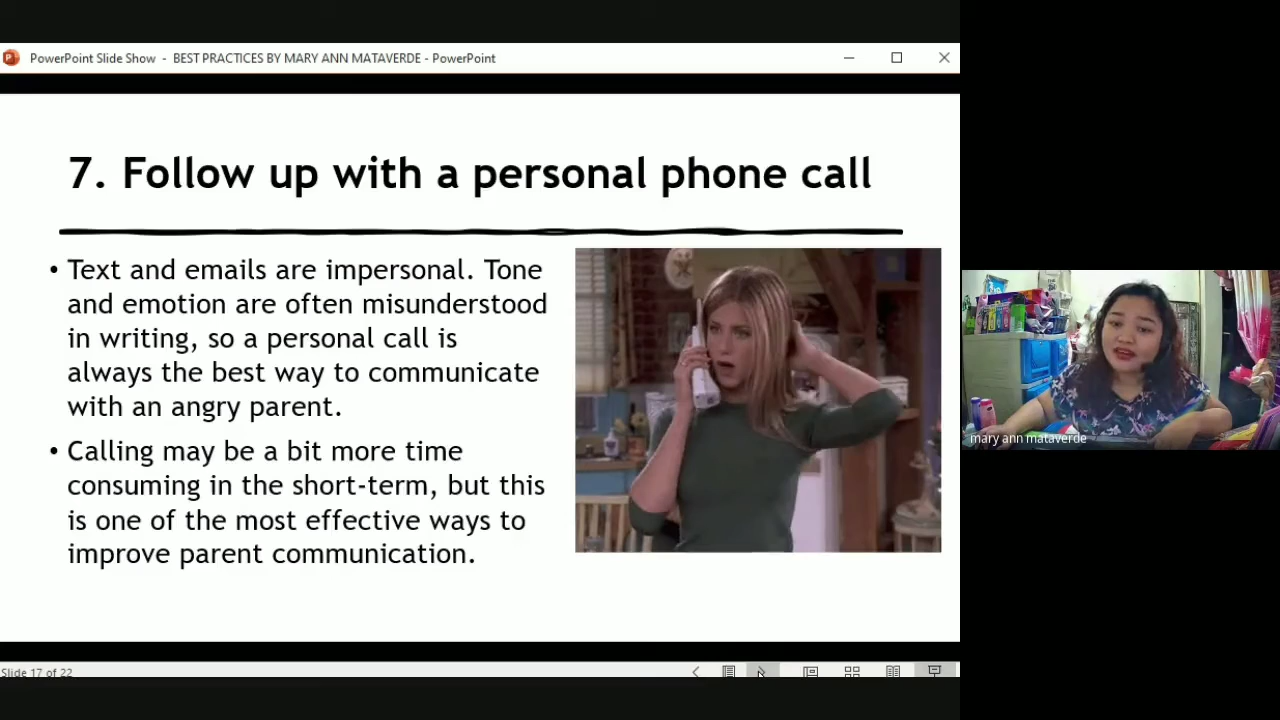 PowerPoint Slide Show - BEST PRACTICES BY MARY ANN MATAVERDE - PowerPoint
7. Follow up with a personal phone call
• Text and emails are impersonal. Tone
and emotion are often misunderstood
in writing, so a personal call is
always the best way to communicate
with an angry parent.
• Calling may be a bit more time
consuming in the short-term, but this
is one of the most effective ways to
improve parent communication.
mary ann mataverde
Slide 17 of 22